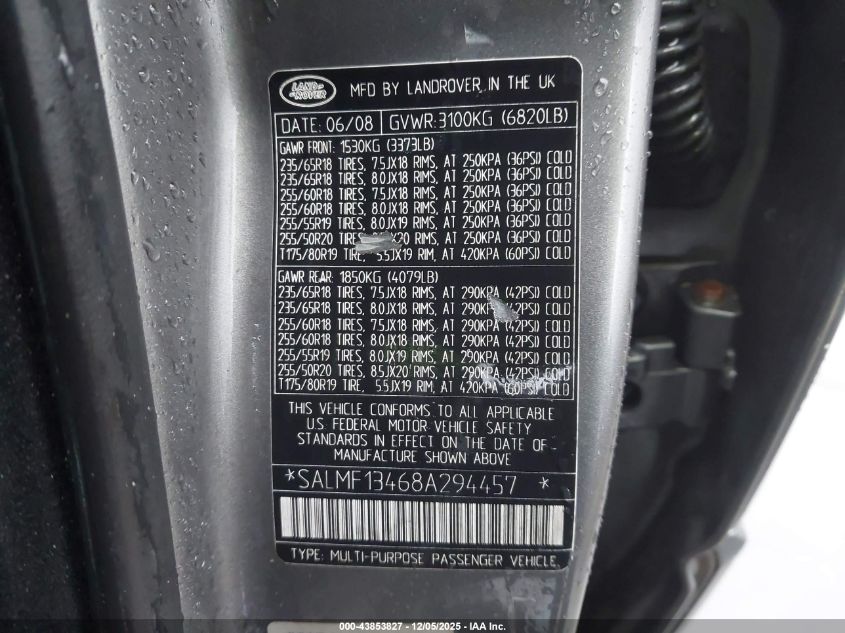 LAND
ROVER
MFD BY LANDROVER IN THE UK
DATE: 06/08 GVWR:3100KG (6820LB)
GAWR FRONT: 1530KG (3373LB)
235/65R18 TIRES, 7.5JX18 RIMS, AT 250KPA (36PSI) COLD
235/65R18 TIRES, 8.0JX18 RIMS, AT 250KPA (36PSI) COLD
255/60R18 TIRES, 7.5JX18 RIMS, AT 250KPA (36PSI) COLD
255/60R18 TIRES, 8.0JX18 RIMS, AT 250KPA (36PSI) COLD
255/55R19 TIRES, 8.0JX19 RIMS, AT 250KPA (36PSI) COLD
255/50R20 TIRES, RIMS, AT 250KPA (36PSI) COLD
T175/80R19 TIRE, 5.5JX19 RIM, AT 420KPA (60PSI) COLD
GAWR REAR: 1850KG (4079LB)
235/65R18 TIRES, 7.5JX18 RIMS, AT 290KPA (42PSI) COLD
235/65R18 TIRES, 8.0JX18 RIMS, AT 290KPA (42PSI) COLD
255/60R18 TIRES, 7.5JX18 RIMS, AT 290KPA (42PSI) COLD
255/60R18 TIRES, 8.0JX18 RIMS, AT 290KPA (42PSI) COLD
255/55R19 TIRES, 8.0JX19 RIMS, AT 290KPA (42PSI) COLD
255/50R20 TIRES, 8.5JX20 RIMS, AT 290KPA (42PSI) COLD
T175/80R19 TIRE, 5.5JX19 RIM, AT 420KPA (60PSI) COLD
THIS VEHICLE CONFORMS TO ALL APPLICABLE
U.S. FEDERAL MOTOR VEHICLE SAFETY
STANDARDS IN EFFECT ON THE DATE OF
MANUFACTURE SHOWN ABOVE
*SALMF13468A294457 *
TYPE: MULTI-PURPOSE PASSENGER VEHICLE.
000-43853827 - 12/05/2025 - IAA Inc.